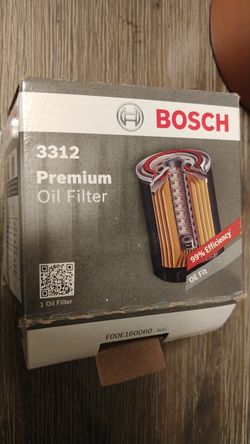 BOSCH
3312
Premium
Oil Filter
99% Efficiency
OE Fit
1 Oil Filter
F00E160060